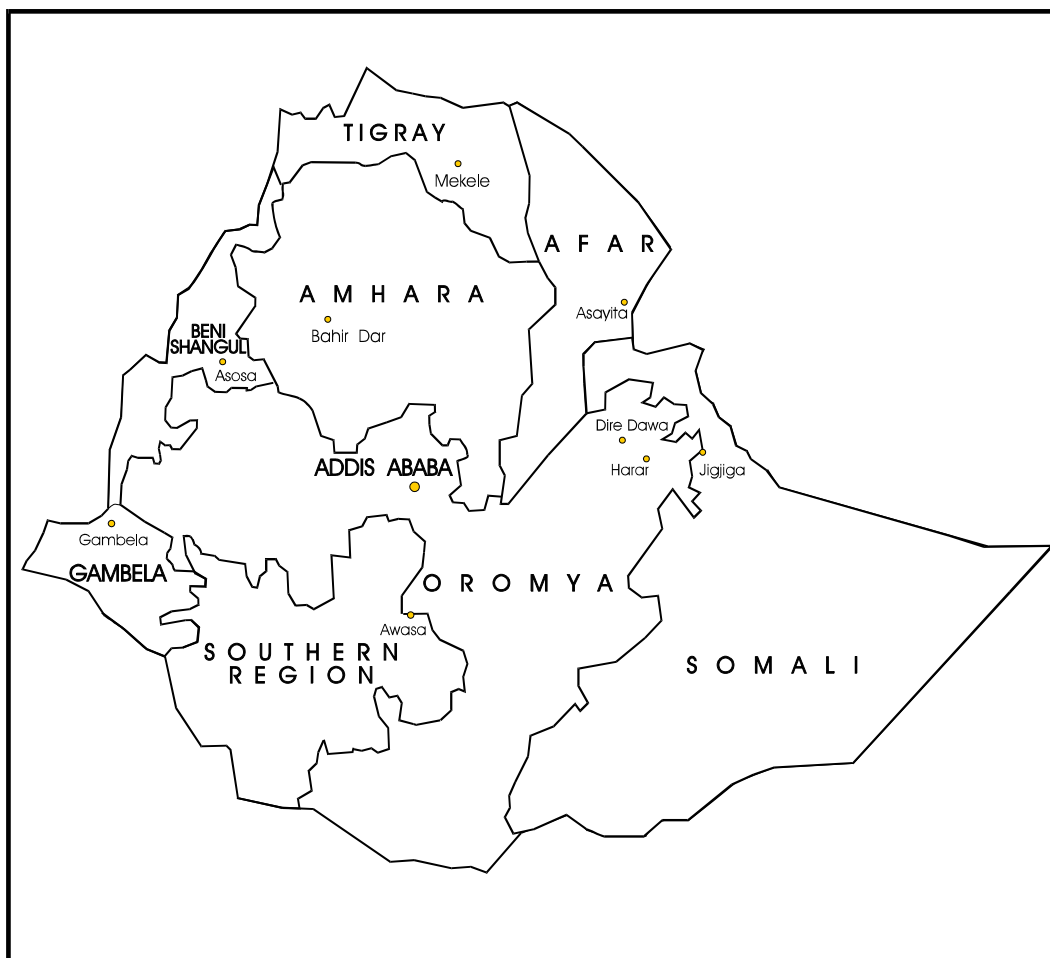 TIGRAY
Mekele
AFAR
AMHARA
Asayita
Bahir Dar
BENI
SHANGUL
Asosa
Dire Dawa
ADDIS ABABA
Harar
Jigjiga
Gambela
GAMBELA
OROMYA
Awasa
SOUTHERN
REGION
SOMALI